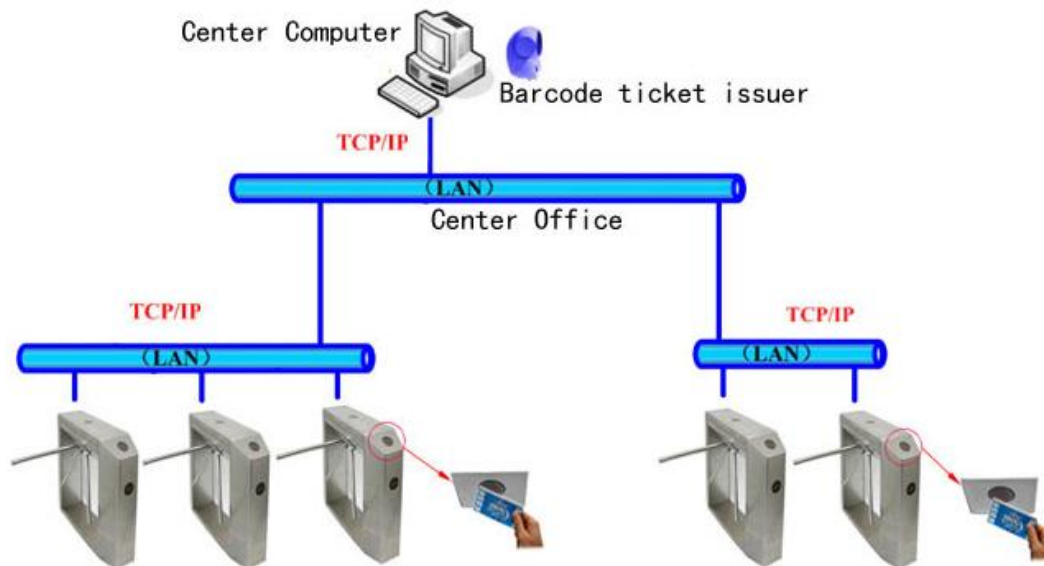 Center Computer
Barcode ticket issuer
TCP/IP
(LAN)
Center Office
TCP/IP
TCP/IP
(LAN)
(LAN)